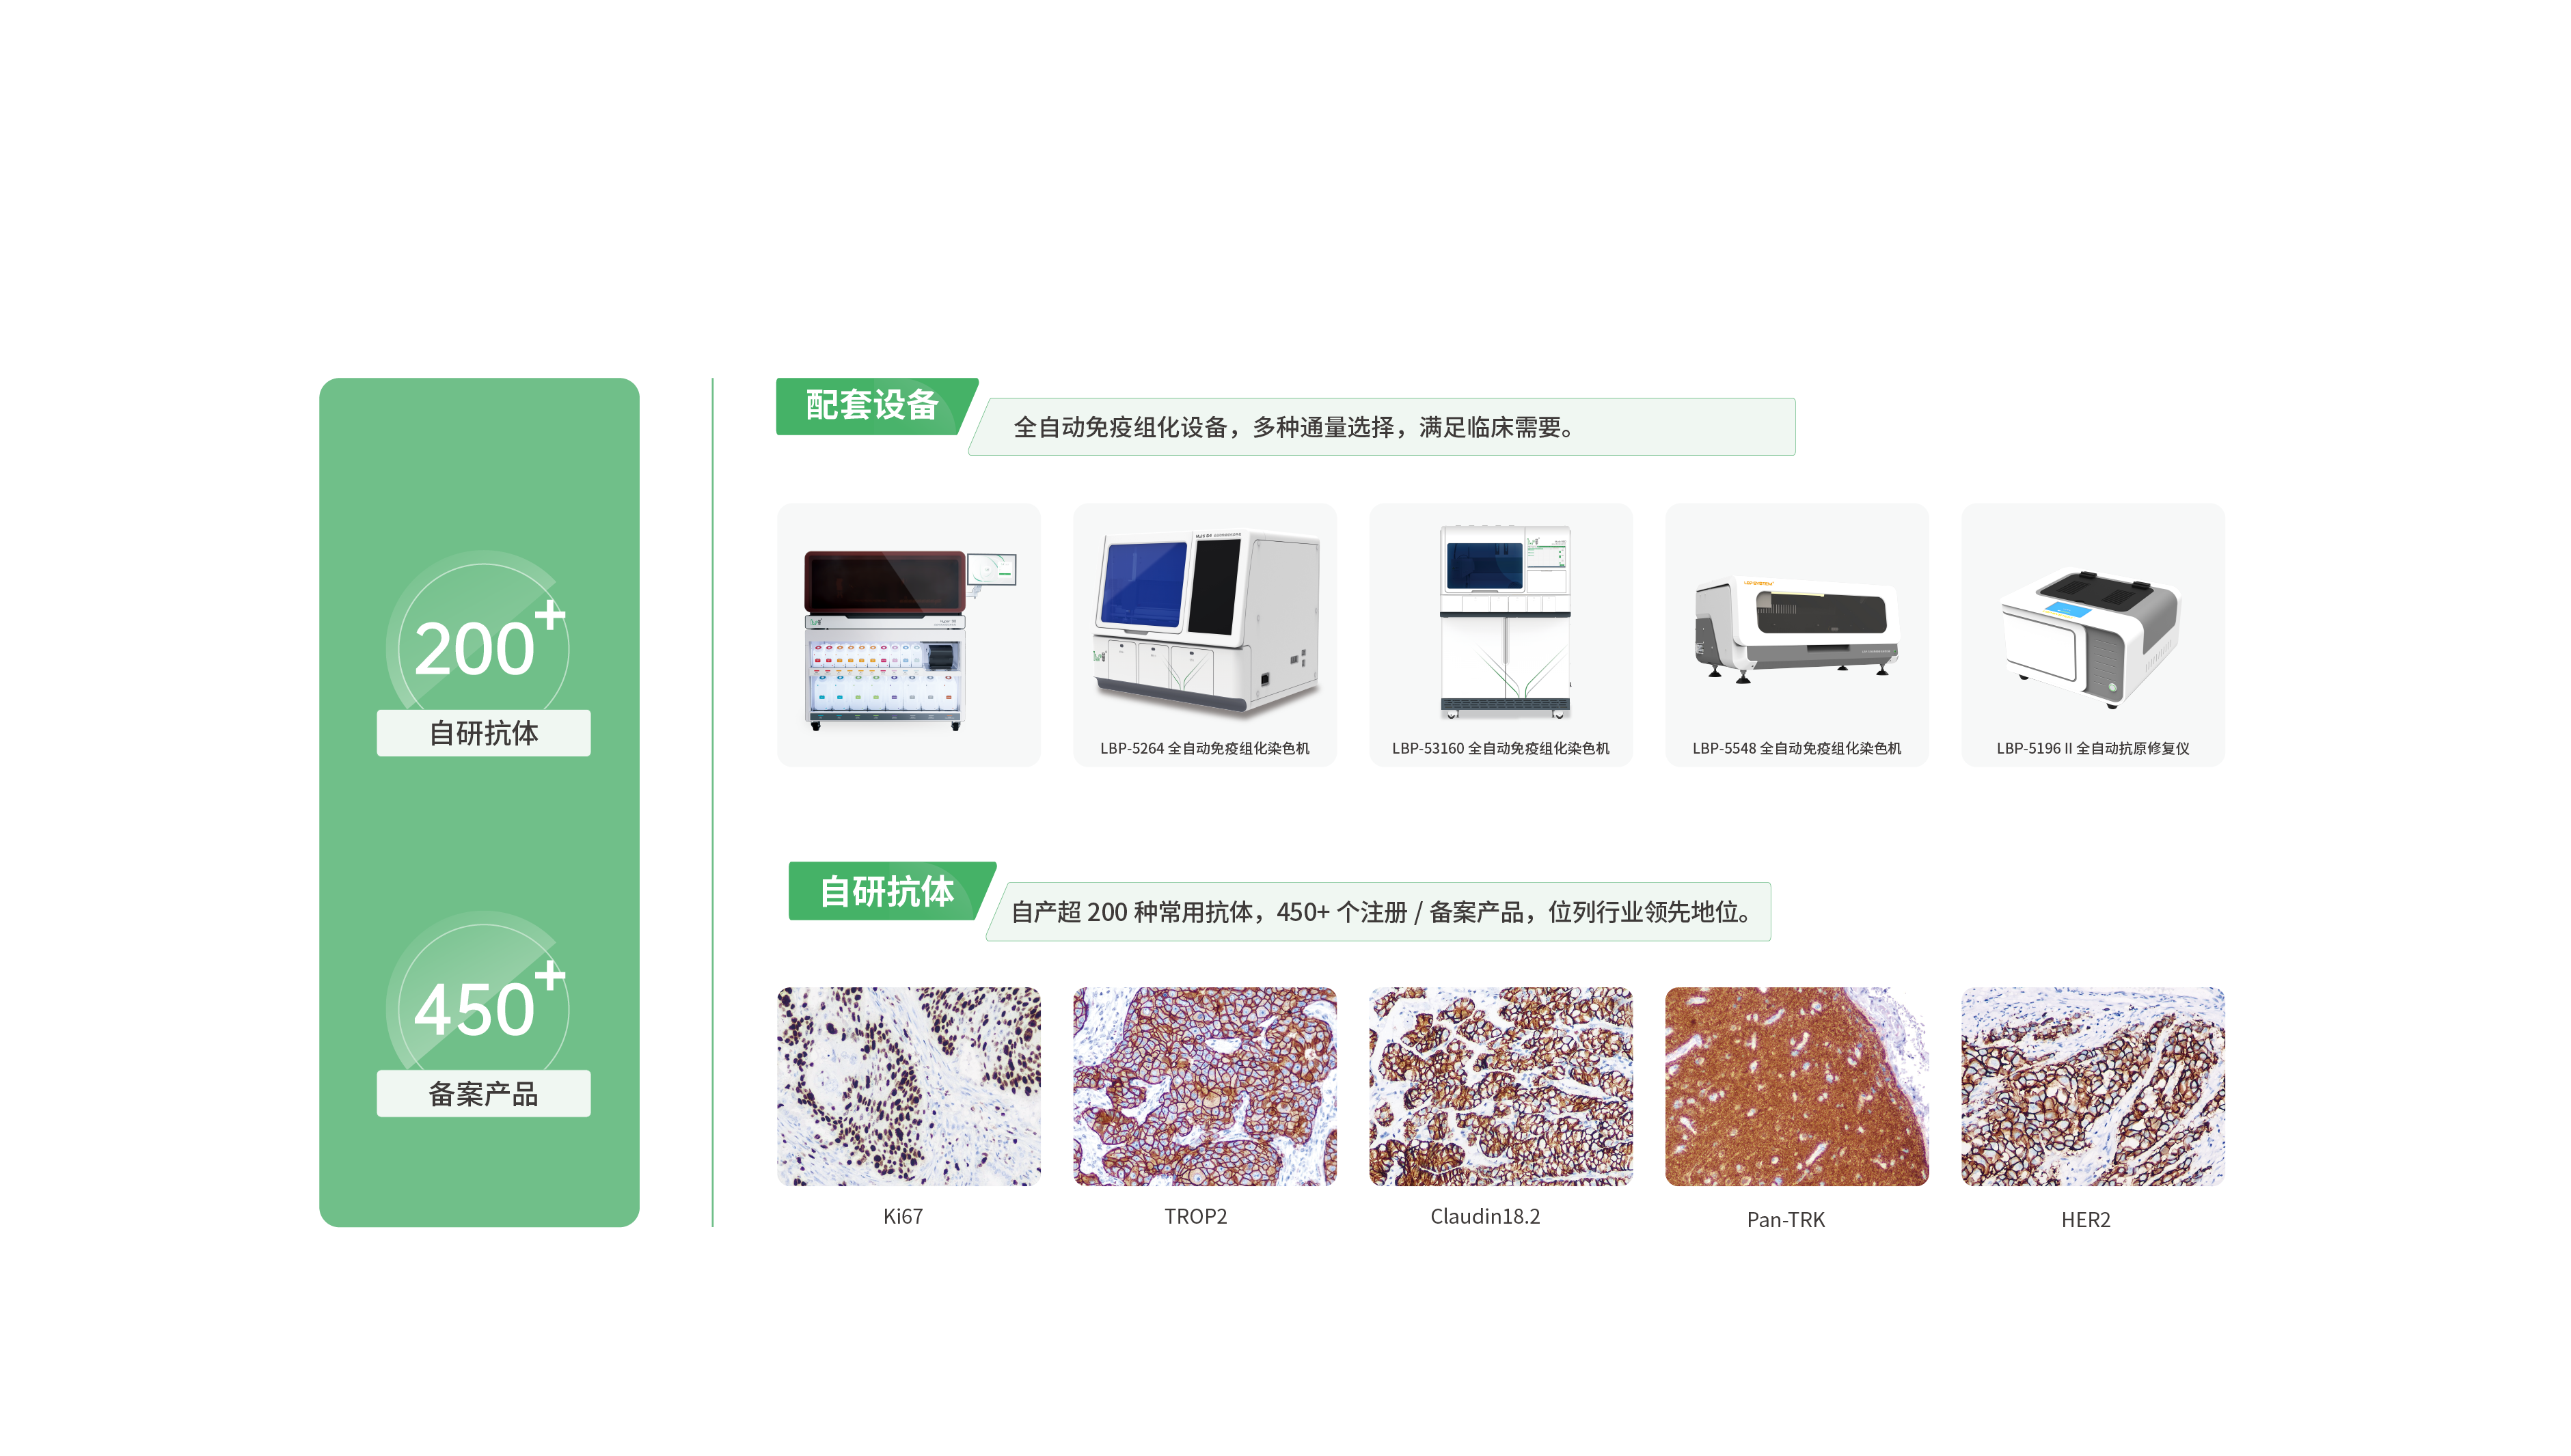 200+
自研抗体
450+
备案产品
配套设备
全自动免疫组化设备，多种通量选择，满足临床需要。
LBP-5264 全自动免疫组化染色机
LBP-53160 全自动免疫组化染色机
LBP-5548 全自动免疫组化染色机
LBP-5196 II 全自动抗原修复仪
自研抗体
自产超 200 种常用抗体，450+ 个注册 / 备案产品，位列行业领先地位。
Ki67
TROP2
Claudin18.2
Pan-TRK
HER2